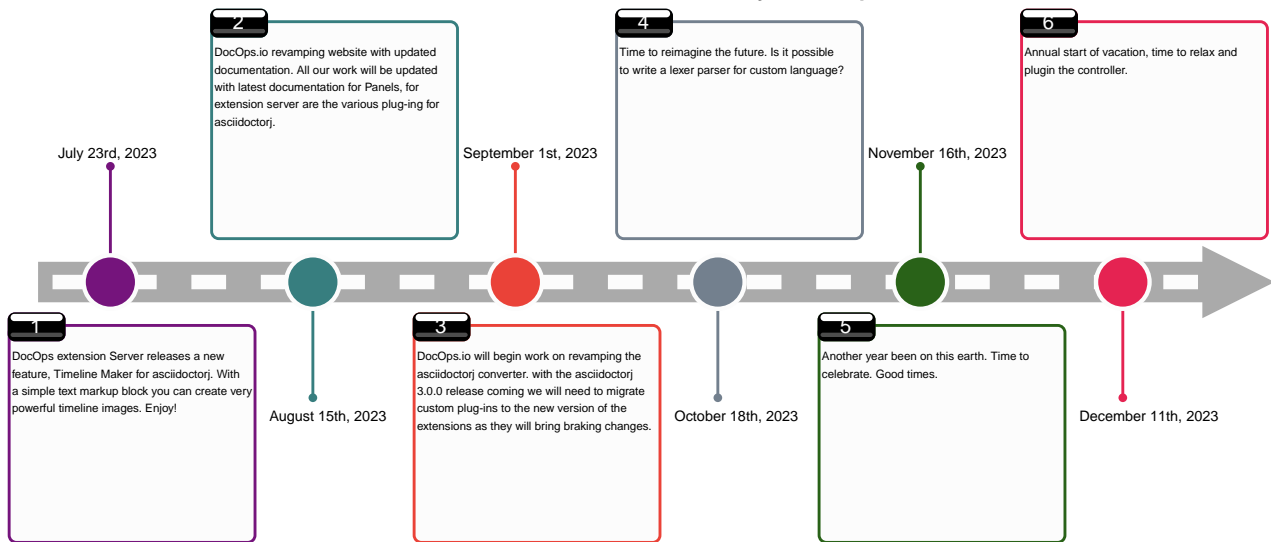 2
DocOps.io revamping website with updated
documentation. All our work will be updated
with latest documentation for Panels, for
extension server are the various plug-ing for
asciidoctorj.
4
Time to reimagine the future. Is it possible
to write a lexer parser for custom language?
6
Annual start of vacation, time to relax and
plugin the controller.
July 23rd, 2023
September 1st, 2023
November 16th, 2023
1
DocOps extension Server releases a new
feature, Timeline Maker for asciidoctorj. With
a simple text markup block you can create very
powerful timeline images. Enjoy!
August 15th, 2023
3
DocOps.io will begin work on revamping the
asciidoctorj converter. with the asciidoctorj
3.0.0 release coming we will need to migrate
custom plug-ins to the new version of the
extensions as they will bring braking changes.
October 18th, 2023
5
Another year been on this earth. Time to
celebrate. Good times.
December 11th, 2023